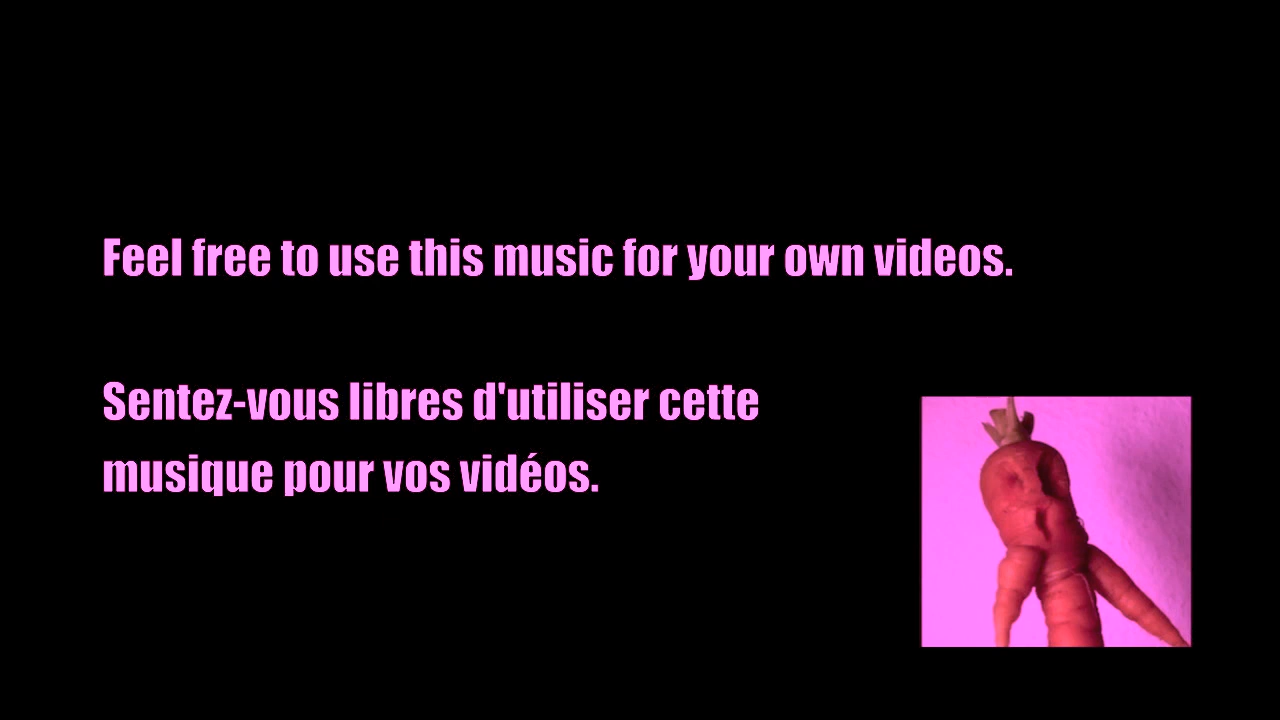 Feel free to use this music for your own videos.
Sentez-vous libres d'utiliser cette
musique pour vos vidéos.